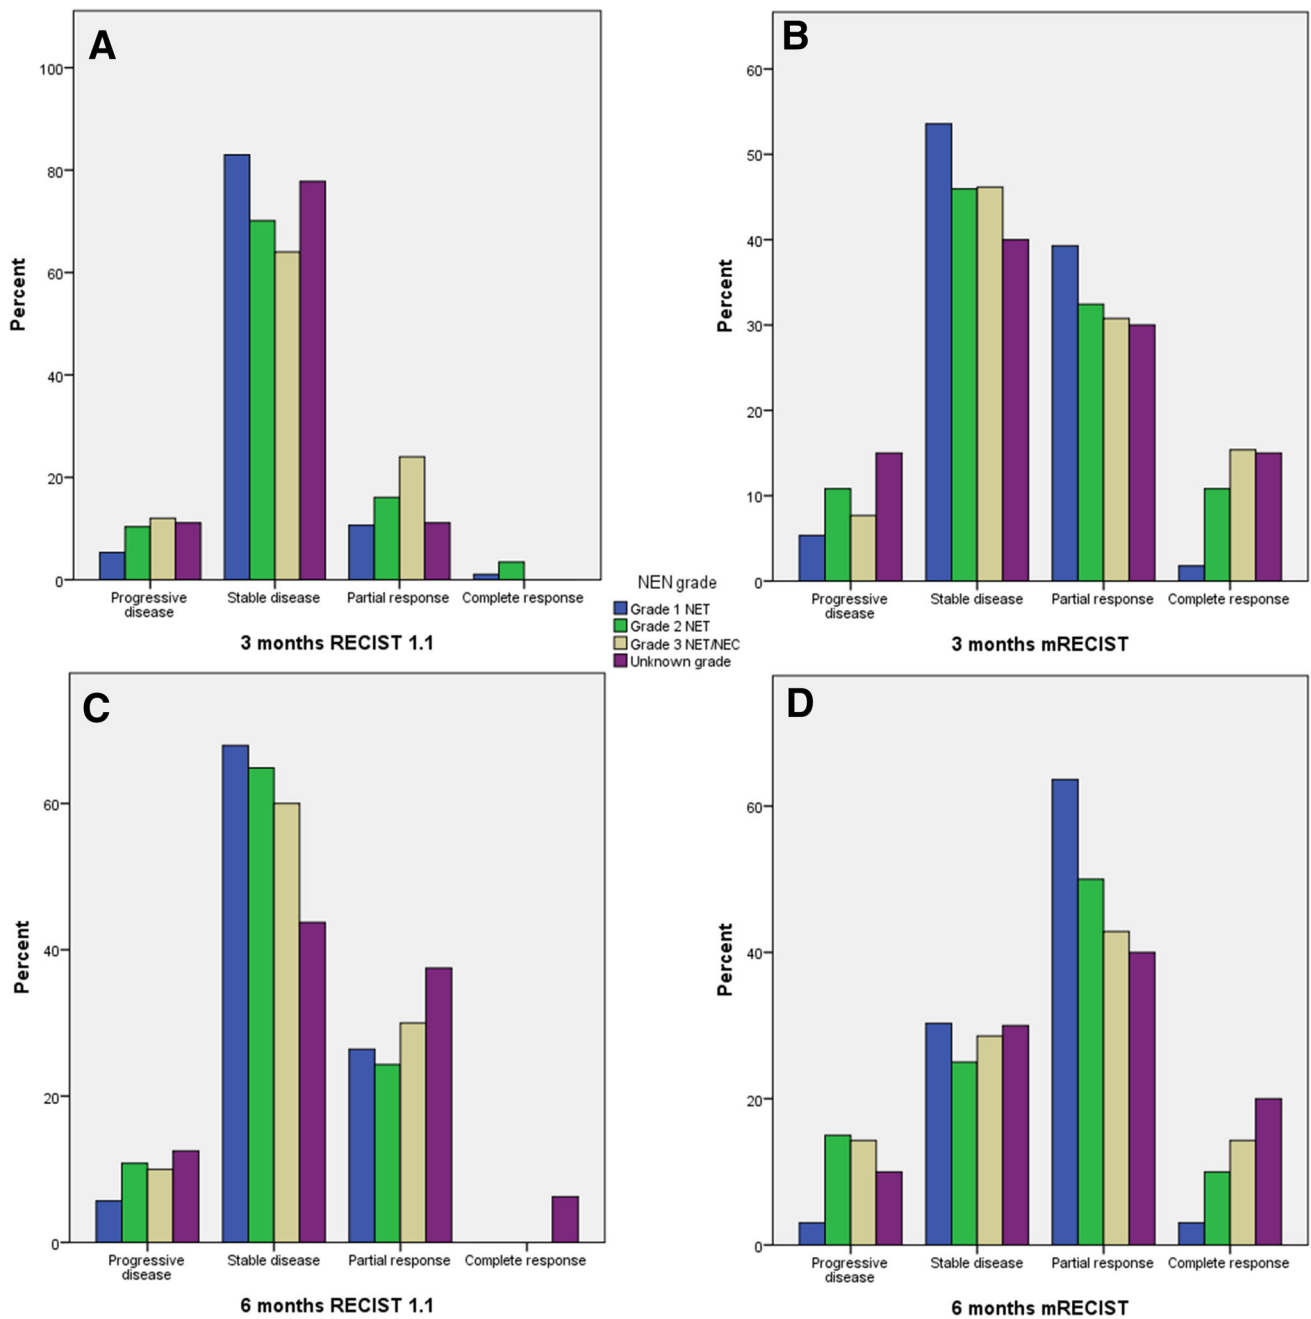 A
Percent
100
80
60
40
20
0
Progressive
disease
Stable disease
Partial response
Complete response
3 months RECIST 1.1
B
Percent
60
50
40
30
20
10
0
Progressive
disease
Stable disease
Partial response
Complete response
3 months mRECIST
NEN grade
Grade 1 NET
Grade 2 NET
Grade 3 NET/NEC
Unknown grade
C
Percent
60
40
20
0
Progressive
disease
Stable disease
Partial response
Complete response
6 months RECIST 1.1
D
Percent
60
40
20
0
Progressive
disease
Stable disease
Partial response
Complete response
6 months mRECIST